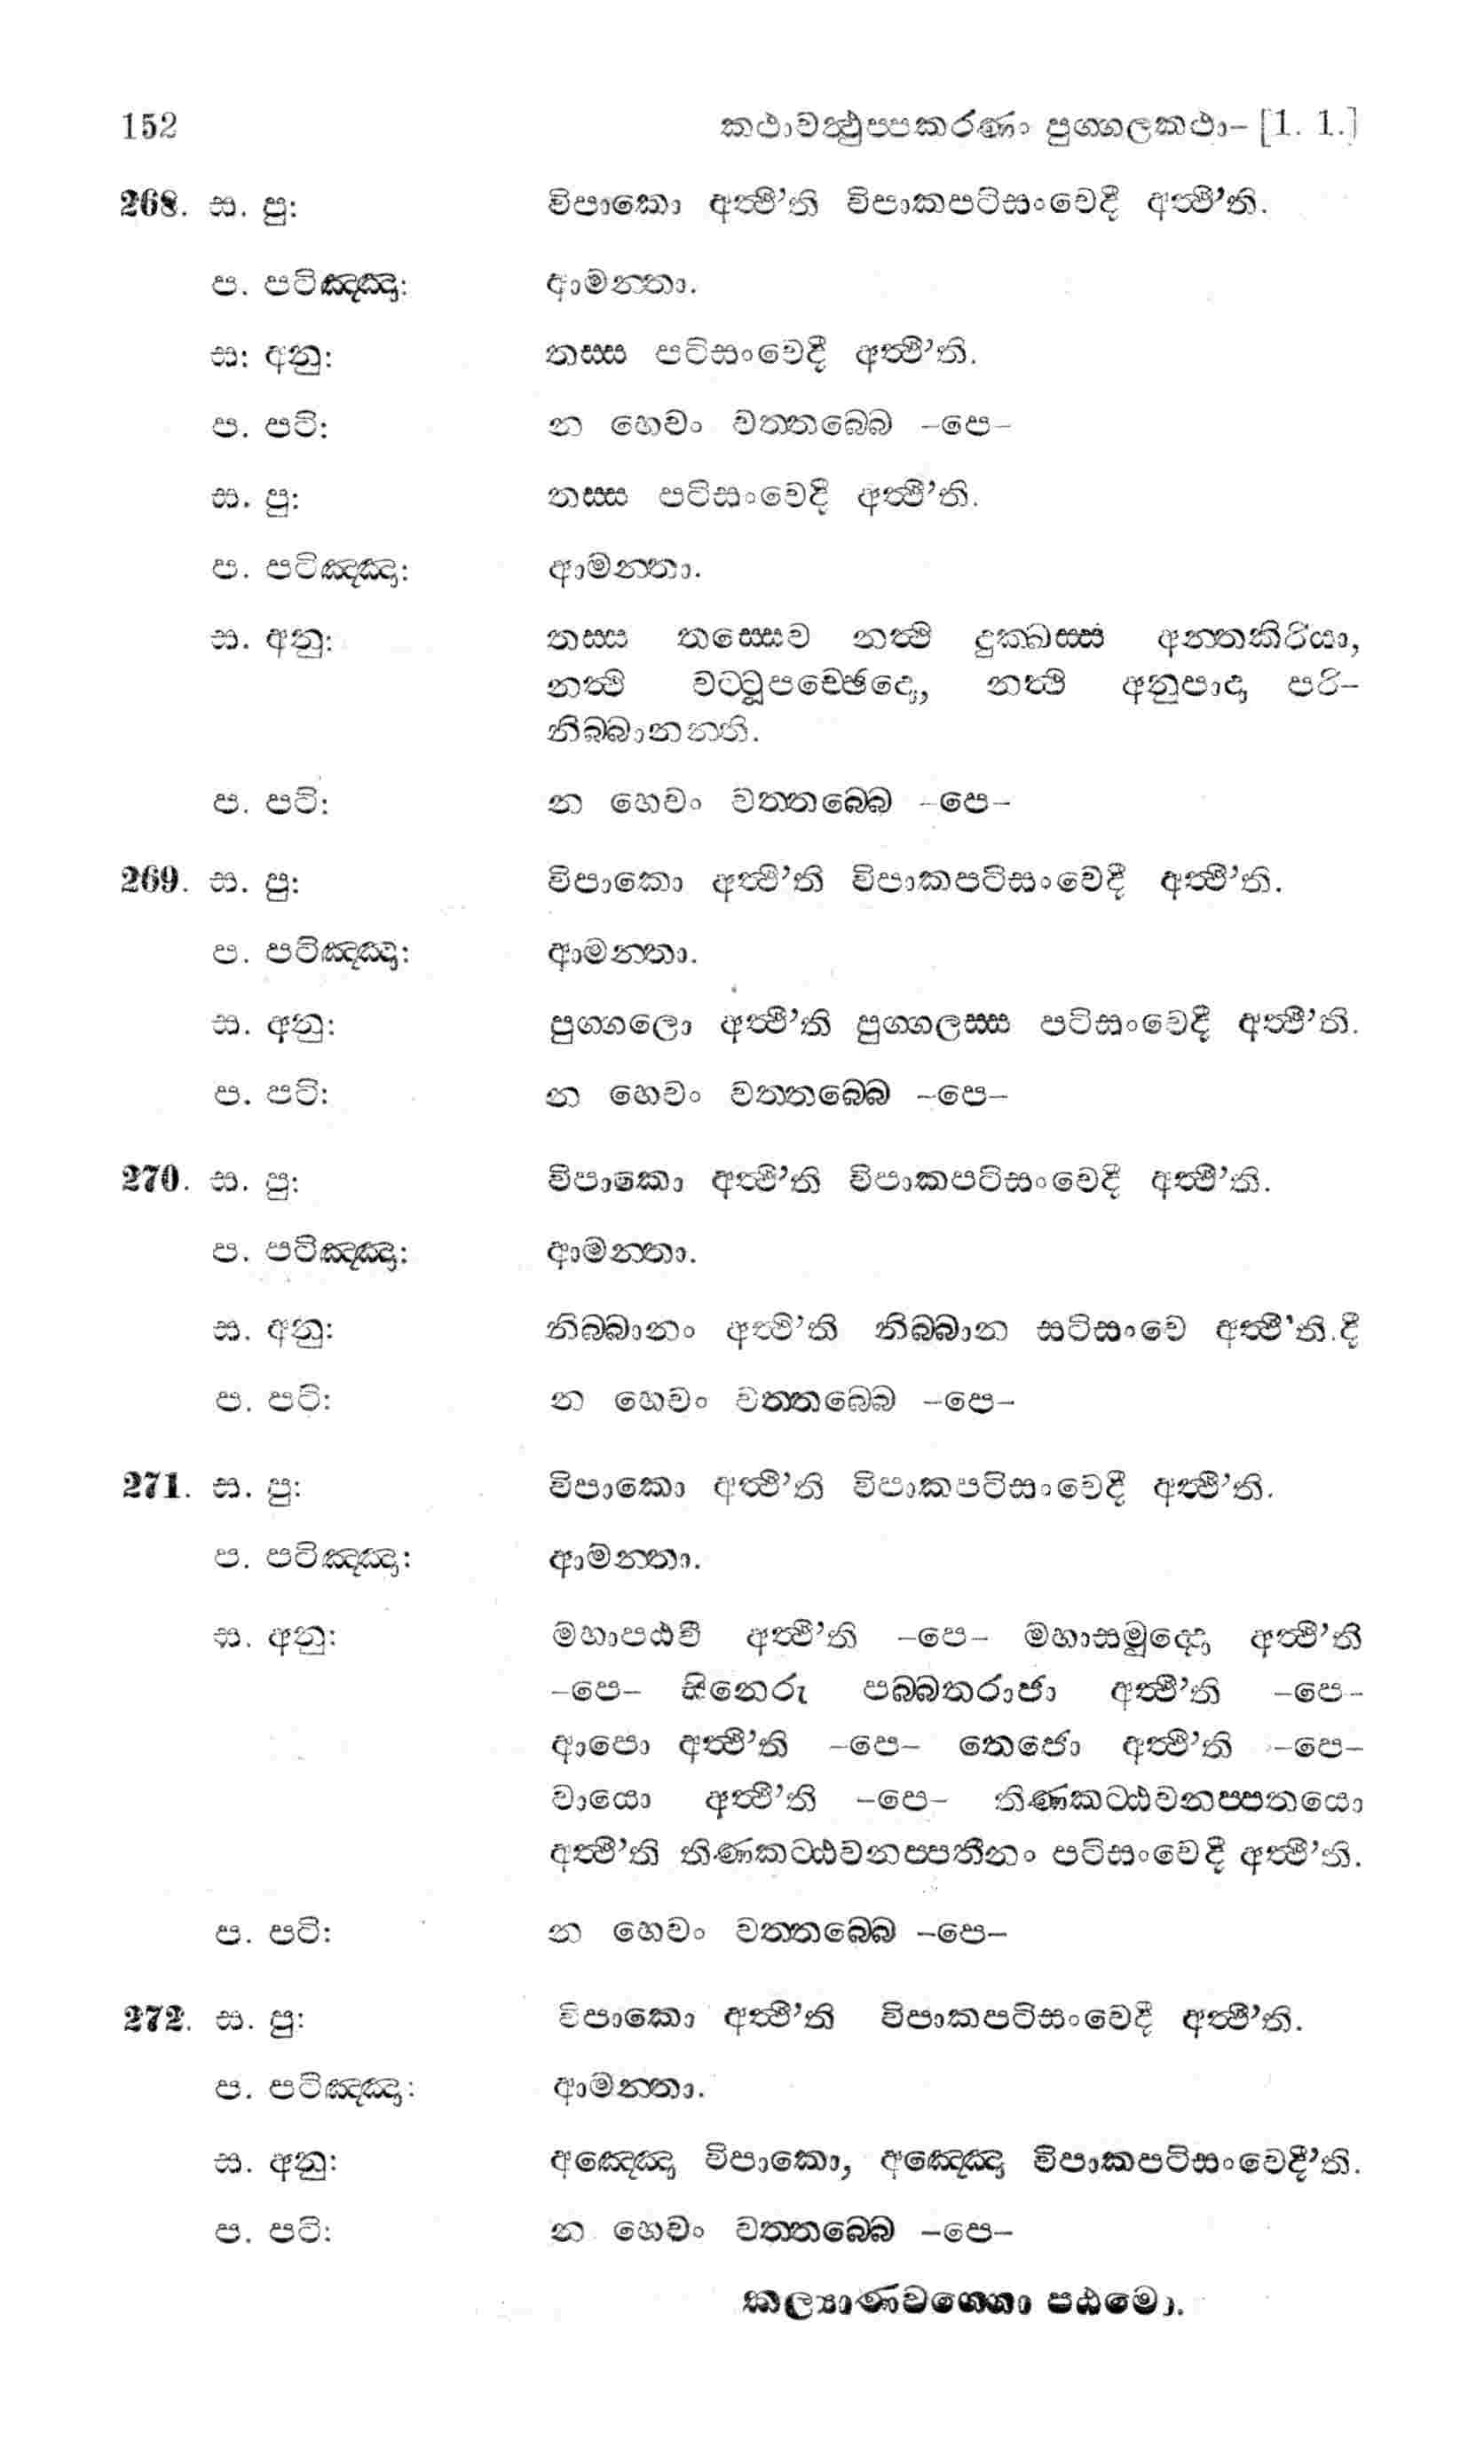 152 කථාවත්‍ථුප‍්පකරණං පුග‍්ගලකථා– [1. 1.]
268. ස. පු: විපාකො අත්‍ථී’ති විපාකපටිසංවෙදී අත්‍ථී’ති.
ප. පටිඤ‍්ඤා: ආමන‍්තා.
ස: අනු: තස‍්ස පටිසංවෙදී අත්‍ථී’ති.
ප. පටි: න හෙවං වත‍්තබ‍්බෙ –පෙ–
ස. පු: තස‍්ස පටිසංවෙදී අත්‍ථී’ති.
ප. පටිඤ‍්ඤා: ආමන‍්තා.
ස. අනු: තස‍්ස තස‍්සෙව නත්‍ථි දුක‍්ඛස‍්ස අන‍්තකිරියා,
නත්‍ථි වට‍්ටූපච‍්ඡෙදො, නත්‍ථි අනුපාදා පරි–
නිබ‍්බානනති.
ප. පටි: න හෙවං වත‍්තබ‍්බෙ –පෙ–
269. ස. පු: විපාකො අත්‍ථී’ති විපාකපටිසංවෙදී අත්‍ථී’ති.
ප. පටිඤ‍්ඤා: ආමන‍්තා.
ස. අනු: පුග‍්ගලො අත්‍ථී’ති පුග‍්ගලස‍්ස පටිසංවෙදී අත්‍ථී’ති.
ප. පටි: න හෙවං වත‍්තබ‍්බෙ –පෙ–
270. ස. පු: විපාකො අත්‍ථී’ති විපාකපටිසංවෙදී අත්‍ථී’ති.
ප. පටිඤ‍්ඤා: ආමන‍්තා.
ස. අනු: නිබ‍්බානං අත්‍ථී’ති නිබ‍්බාන සටිසංවෙ අත්‍ථී’ති.දී
ප. පටි: න හෙවං වත‍්තබ‍්බෙ –පෙ–
271. ස. පු: විපාකො අත්‍ථී’ති විපාකපටිසංවෙදී අත්‍ථී’ති.
ප. පටිඤ‍්ඤා: ආමන‍්තා.
ස. අනු: මහාපඨවී අත්‍ථී’ති –පෙ– මහාසමුද්‍දො අත්‍ථී’ති
–පෙ– සිනෙරු පබ‍්බතරාජා අත්‍ථී’ති –පෙ–
ආපො අත්‍ථී’ති –පෙ– තෙජො අත්‍ථී’ති –පෙ–
වායො අත්‍ථී’ති –පෙ– තිණකට‍්ඨවනප‍්පතයො
අත්‍ථී’ති තිණකට‍්ඨවනප‍්පතීනං පටිසංවෙදී අත්‍ථී’ති.
ප. පටි: න හෙවං වත‍්තබ‍්බෙ –පෙ–
272. ස. පු: විපාකො අත්‍ථී’ති විපාකපටිසංවෙදී අත්‍ථී’ති.
ප. පටිඤ‍්ඤා: ආමන‍්තා.
ස. අනු: අඤ‍්ඤො විපාකො, අඤ‍්ඤො විපාකපටිසංවෙදී’ති.
ප. පටි: න හෙවං වත‍්තබ‍්බෙ –පෙ–
කල්‍යාණවග‍්ගො පඨමො.